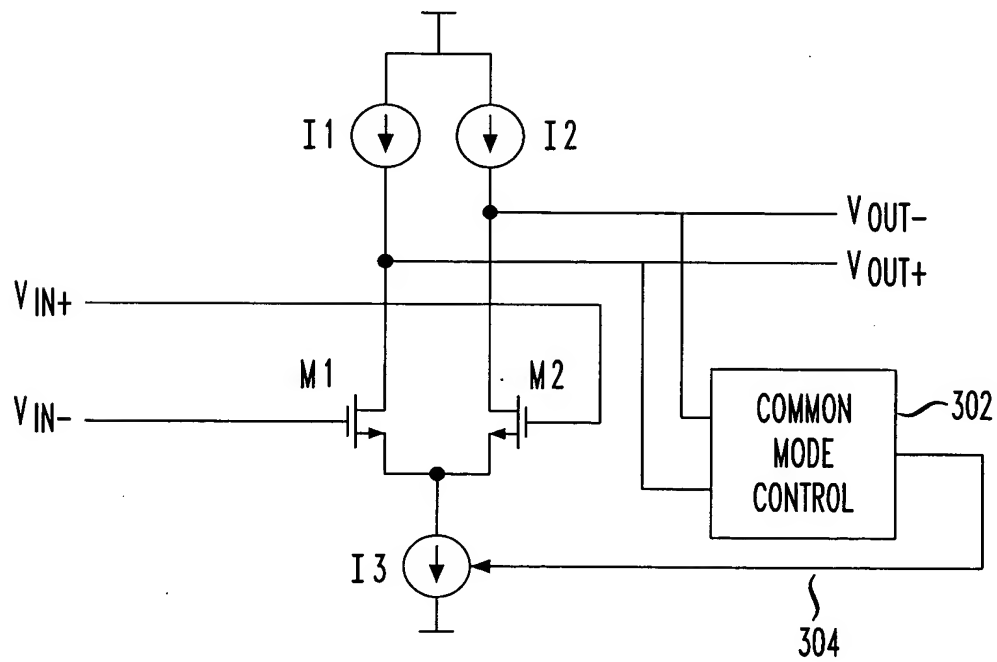 I1
I2
VOUT-
VOUT+
VIN+
M1
M2
VIN-
COMMON
MODE
CONTROL
302
I3
304